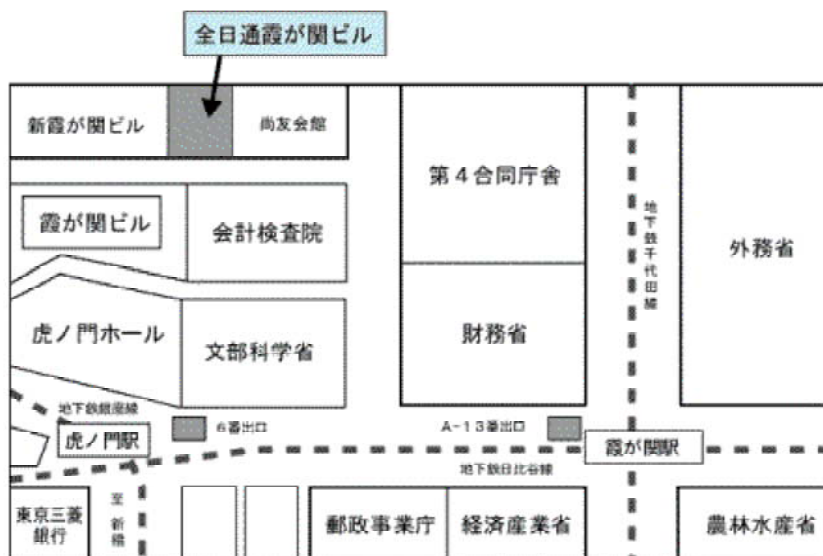 全日通霞が関ビル
新霞が関ビル
尚友会館
第4合同庁舎
霞が関ビル
会計検査院
地下鉄千代田線
外務省
虎ノ門ホール
文部科学省
財務省
地下鉄銀座線
虎ノ門駅
6番出口
A-13番出口
霞が関駅
地下鉄日比谷線
東京三菱
銀行
至 新橋
郵政事業庁
経済産業省
農林水産省